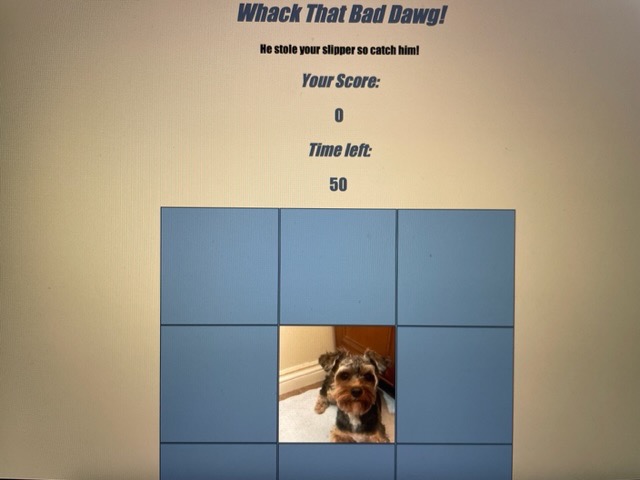 Whack That Bad Dawg!
He stole your slipper so catch him!
Your Score:
0
Time left:
50